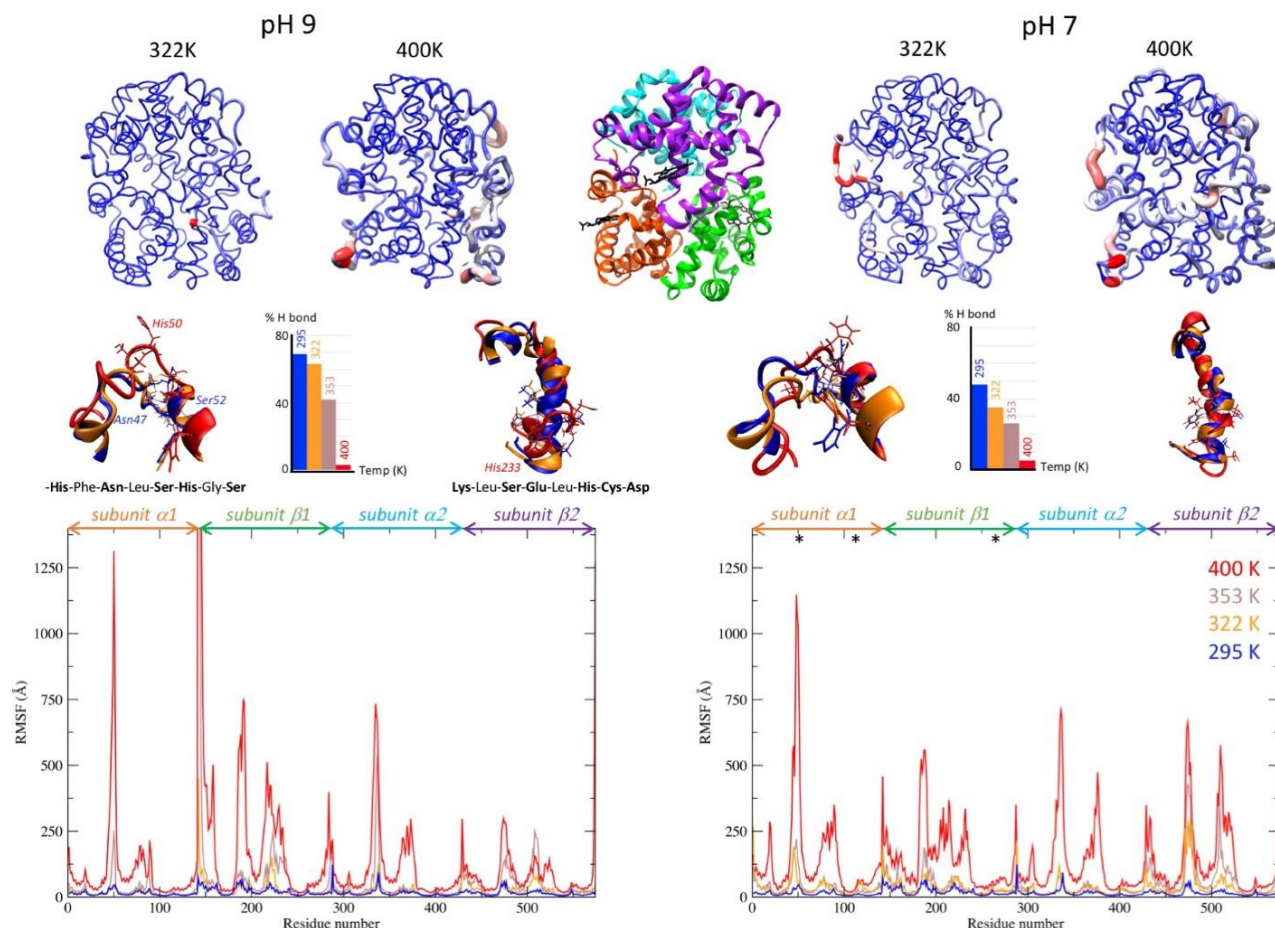 pH 9
pH 7
322K
400K
322K
400K
His50
Ser52
Asn47
% H bond
80
40
0
295
322
353
400
Temp (K)
His233
% H bond
80
40
0
295
322
353
400
Temp (K)
-His-Phe-Asn-Leu-Ser-His-Gly-Ser
Lys-Leu-Ser-Glu-Leu-His-Cys-Asp
subunit α1
subunit β1
subunit α2
subunit β2
RMSF (Å)
1250
1000
750
500
250
0
0
100
200
300
400
500
Residue number
subunit α1
subunit β1
subunit α2
subunit β2
* * *
400 K
353 K
322 K
295 K
RMSF (Å)
1250
1000
750
500
250
0
0
100
200
300
400
500
Residue number